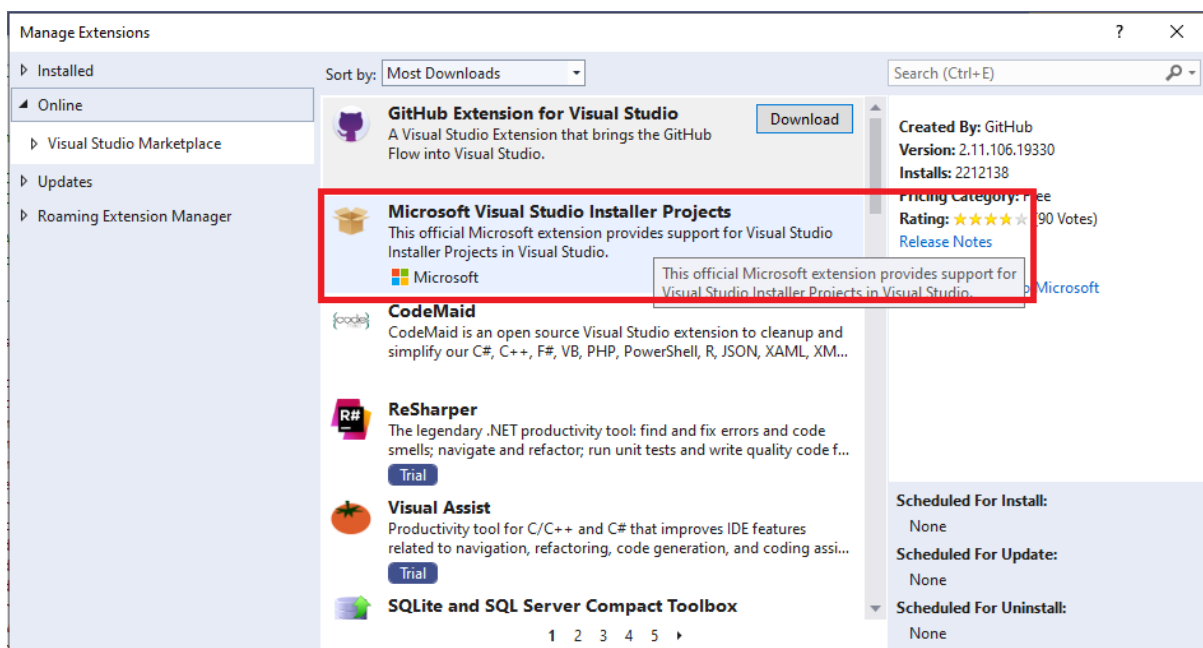 Manage Extensions
?
Installed
Online
Visual Studio Marketplace
Updates
Roaming Extension Manager
Sort by: Most Downloads
Search (Ctrl+E)
GitHub Extension for Visual Studio
Download
A Visual Studio Extension that brings the GitHub
Flow into Visual Studio.
Microsoft Visual Studio Installer Projects
This official Microsoft extension provides support for Visual Studio
Installer Projects in Visual Studio.
Microsoft
This official Microsoft extension provides support for
Visual Studio Installer Projects in Visual Studio.
{code}
CodeMaid
CodeMaid is an open source Visual Studio extension to cleanup and
simplify our C#, C++, F#, VB, PHP, PowerShell, R, JSON, XAML, XM...
R#
ReSharper
The legendary .NET productivity tool: find and fix errors and code
smells; navigate and refactor; run unit tests and write quality code f...
Trial
Visual Assist
Productivity tool for C/C++ and C# that improves IDE features
related to navigation, refactoring, code generation, and coding assi...
Trial
SQLite and SQL Server Compact Toolbox
1 2 3 4 5
Created By: GitHub
Version: 2.11.106.19330
Installs: 2212138
Pricing Category: Free
Rating: (90 Votes)
Release Notes
Microsoft
Scheduled For Install:
None
Scheduled For Update:
None
Scheduled For Uninstall:
None